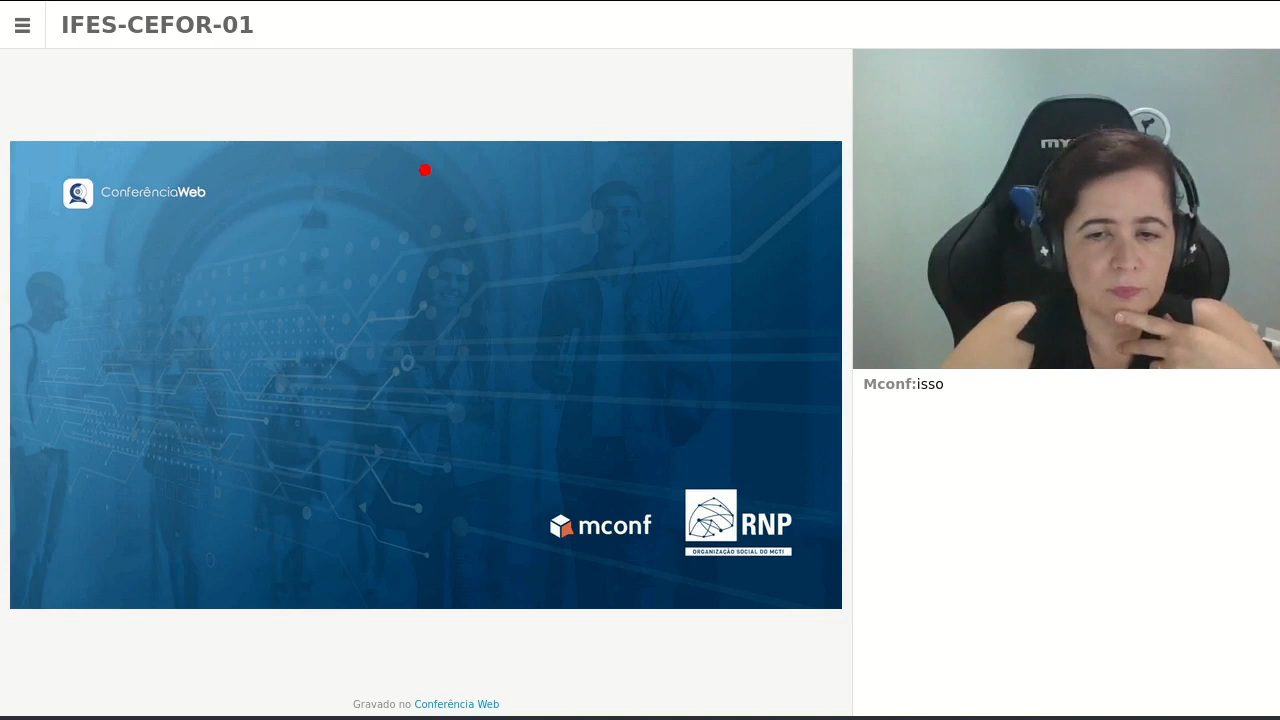 IFES-CEFOR-01
ConferênciaWeb
mconf
RNP
ORGANIZAÇÃO SOCIAL DO MCTI
Mconf:isso
Gravado no Conferência Web